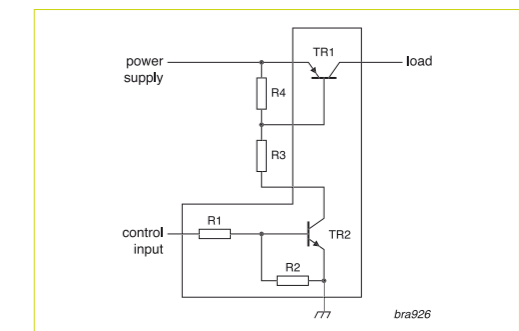 TR1
power
supply
load
R4
R3
R1
control
input
TR2
R2
bra926